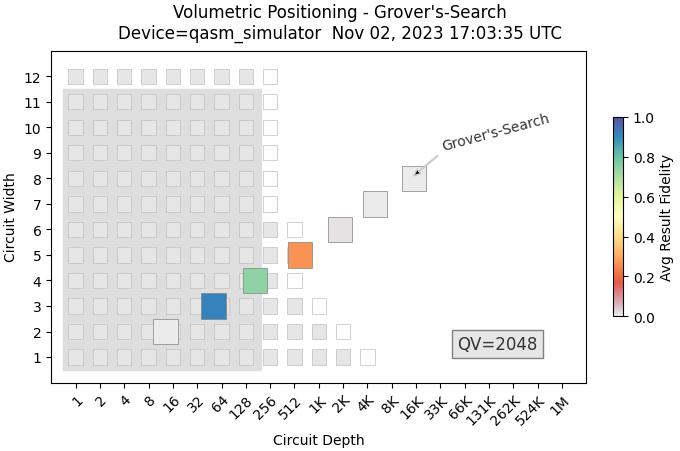 Volumetric Positioning - Grover's-Search
Device=qasm_simulator  Nov 02, 2023 17:03:35 UTC
Circuit Width
12
11
10
9
8
7
6
5
4
3
2
1
Grover's-Search
QV=2048
1 2 4 8 16 32 64 128 256 512 1K 2K 4K 8K 16K 33K 66K 131K 262K 524K 1M
Circuit Depth
1.0
0.8
0.6
0.4
0.2
0.0
Avg Result Fidelity